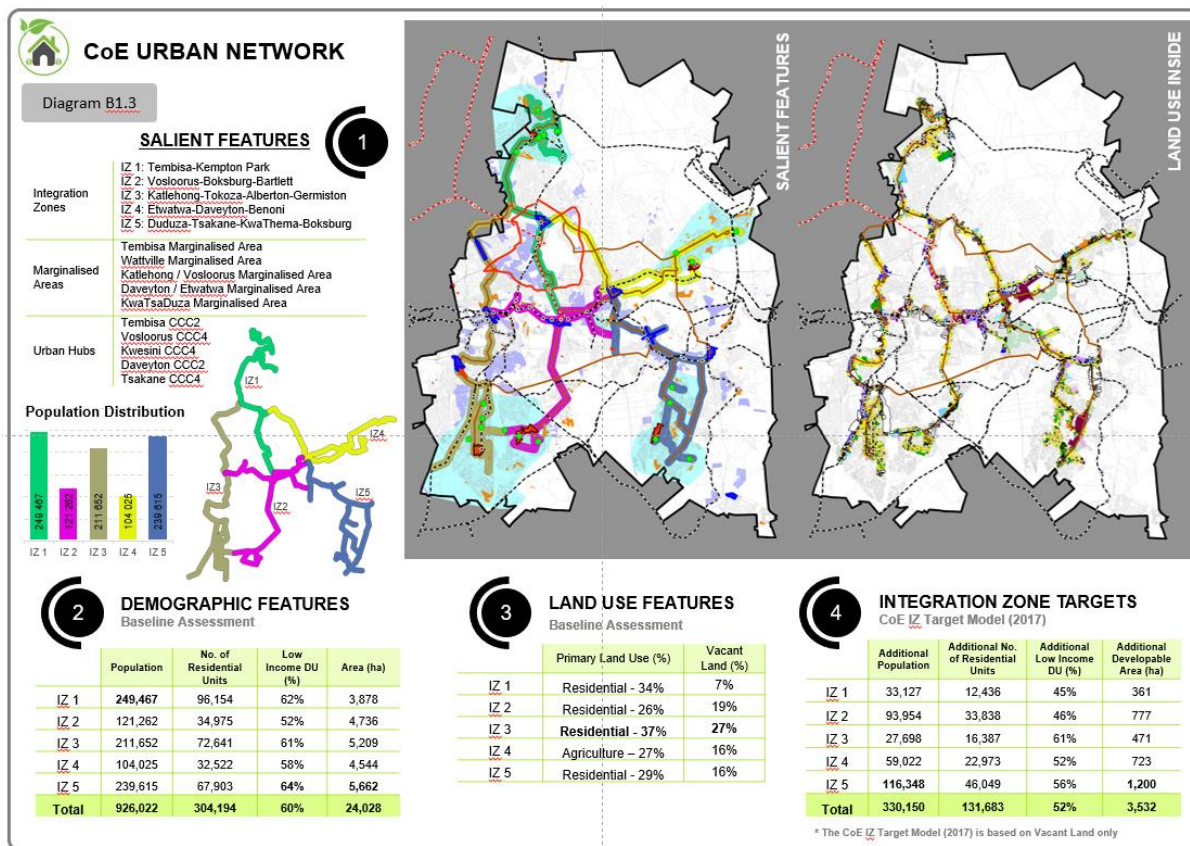 CoE URBAN NETWORK
Diagram B1.3
SALIENT FEATURES
1
Integration Zones
IZ 1: Tembisa-Kempton Park
IZ 2: Vosloorus-Boksburg-Bartlett
IZ 3: Katlehong-Tokoza-Alberton-Germiston
IZ 4: Etwatwa-Daveyton-Benoni
IZ 5: Duduza-Tsakane-KwaThema-Boksburg
Marginalised Areas
Tembisa Marginalised Area
Wattville Marginalised Area
Katlehong / Vosloorus Marginalised Area
Daveyton / Etwatwa Marginalised Area
KwaTsaDuza Marginalised Area
Urban Hubs
Tembisa CCC2
Vosloorus CCC4
Kwesini CCC4
Daveyton CCC2
Tsakane CCC4
Population Distribution
249 467
121 262
211 652
104 025
239 615
IZ 1 IZ 2 IZ 3 IZ 4 IZ 5
IZ1
IZ4
IZ3
IZ2
IZ5
SALIENT FEATURES
LAND USE INSIDE
2
DEMOGRAPHIC FEATURES
Baseline Assessment
Population No. of Residential Units Low Income DU (%) Area (ha)
IZ 1 249,467 96,154 62% 3,878
IZ 2 121,262 34,975 52% 4,736
IZ 3 211,652 72,641 61% 5,209
IZ 4 104,025 32,522 58% 4,544
IZ 5 239,615 67,903 64% 5,662
Total 926,022 304,194 60% 24,028
3
LAND USE FEATURES
Baseline Assessment
Primary Land Use (%) Vacant Land (%)
IZ 1 Residential - 34% 7%
IZ 2 Residential - 26% 19%
IZ 3 Residential - 37% 27%
IZ 4 Agriculture – 27% 16%
IZ 5 Residential - 29% 16%
4
INTEGRATION ZONE TARGETS
CoE IZ Target Model (2017)
Additional Population Additional No. of Residential Units Additional Low Income DU (%) Additional Developable Area (ha)
IZ 1 33,127 12,436 45% 361
IZ 2 93,954 33,838 46% 777
IZ 3 27,698 16,387 61% 471
IZ 4 59,022 22,973 52% 723
IZ 5 116,348 46,049 56% 1,200
Total 330,150 131,683 52% 3,532
* The CoE IZ Target Model (2017) is based on Vacant Land only